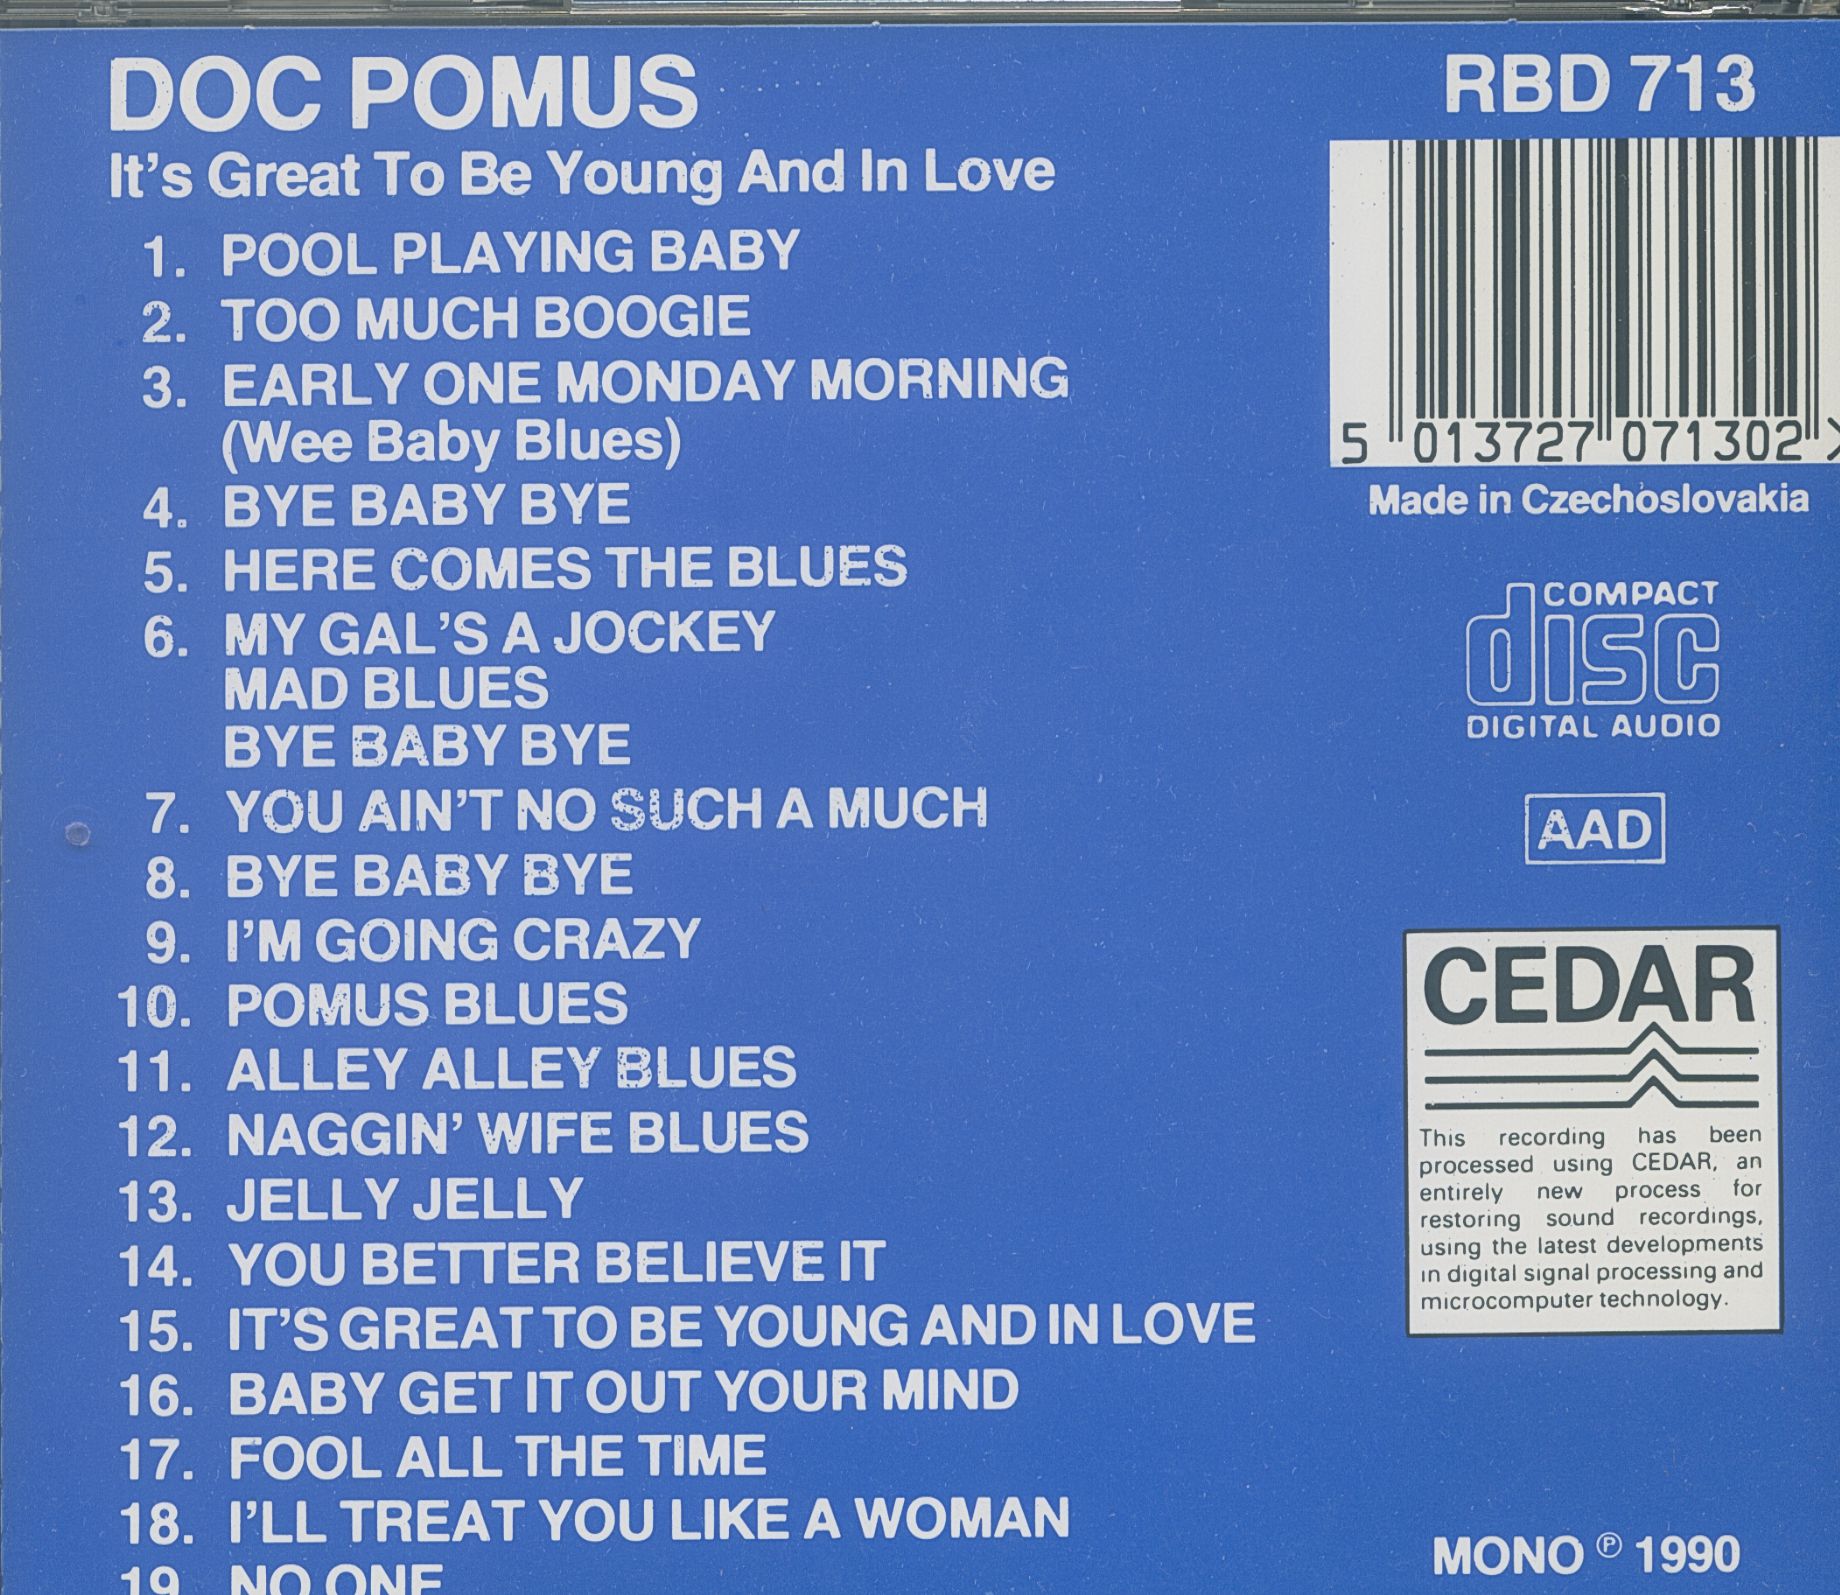 DOC POMUS
It's Great To Be Young And In Love
1. POOL PLAYING BABY
2. TOO MUCH BOOGIE
3. EARLY ONE MONDAY MORNING
(Wee Baby Blues)
4. BYE BABY BYE
5. HERE COMES THE BLUES
6. MY GAL'S A JOCKEY
MAD BLUES
BYE BABY BYE
7. YOU AIN'T NO SUCH A MUCH
8. BYE BABY BYE
9. I'M GOING CRAZY
10. POMUS BLUES
11. ALLEY ALLEY BLUES
12. NAGGIN' WIFE BLUES
13. JELLY JELLY
14. YOU BETTER BELIEVE IT
15. IT'S GREAT TO BE YOUNG AND IN LOVE
16. BABY GET IT OUT YOUR MIND
17. FOOL ALL THE TIME
18. I'LL TREAT YOU LIKE A WOMAN
19. NO ONE
RBD 713
5 013727 071302 >
Made in Czechoslovakia
COMPACT
disc
DIGITAL AUDIO
AAD
CEDAR
This recording has been
processed using CEDAR, an
entirely new process for
restoring sound recordings,
using the latest developments
in digital signal processing and
microcomputer technology.
MONO ℗ 1990